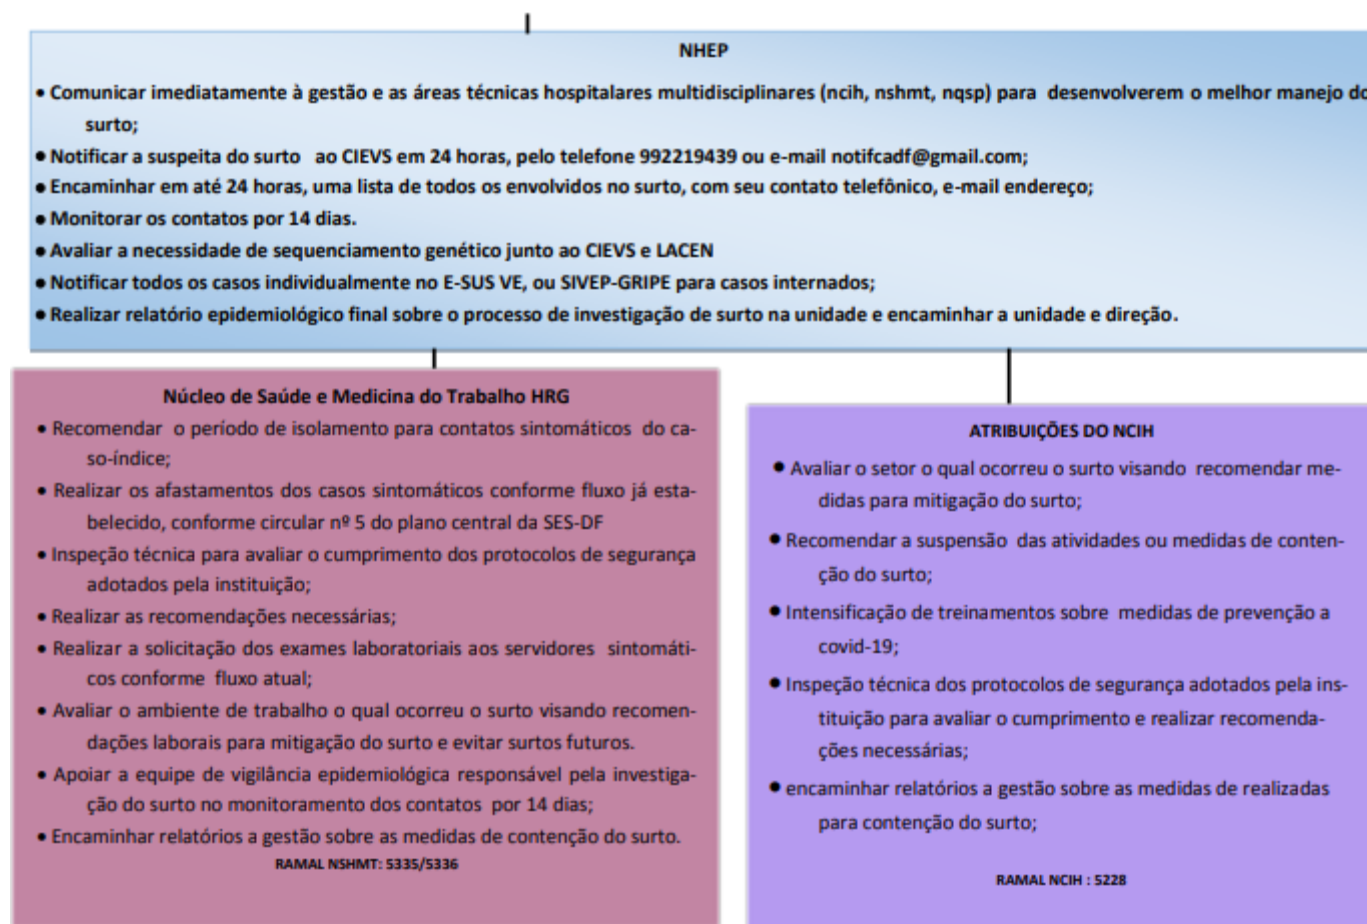 NHEP
• Comunicar imediatamente à gestão e as áreas técnicas hospitalares multidisciplinares (ncih, nshmt, nqsp) para desenvolverem o melhor manejo do
surto;
• Notificar a suspeita do surto ao CIEVS em 24 horas, pelo telefone 992219439 ou e-mail notifcadf@gmail.com;
• Encaminhar em até 24 horas, uma lista de todos os envolvidos no surto, com seu contato telefônico, e-mail endereço;
• Monitorar os contatos por 14 dias.
• Avaliar a necessidade de sequenciamento genético junto ao CIEVS e LACEN
• Notificar todos os casos individualmente no E-SUS VE, ou SIVEP-GRIPE para casos internados;
• Realizar relatório epidemiológico final sobre o processo de investigação de surto na unidade e encaminhar a unidade e direção.
Núcleo de Saúde e Medicina do Trabalho HRG
• Recomendar o período de isolamento para contatos sintomáticos do ca-
so-índice;
• Realizar os afastamentos dos casos sintomáticos conforme fluxo já esta-
belecido, conforme circular nº 5 do plano central da SES-DF
• Inspeção técnica para avaliar o cumprimento dos protocolos de segurança
adotados pela instituição;
• Realizar as recomendações necessárias;
• Realizar a solicitação dos exames laboratoriais aos servidores sintomáti-
cos conforme fluxo atual;
• Avaliar o ambiente de trabalho o qual ocorreu o surto visando recomen-
dações laborais para mitigação do surto e evitar surtos futuros.
• Apoiar a equipe de vigilância epidemiológica responsável pela investiga-
ção do surto no monitoramento dos contatos por 14 dias;
• Encaminhar relatórios a gestão sobre as medidas de contenção do surto.
RAMAL NSHMT: 5335/5336
ATRIBUIÇÕES DO NCIH
• Avaliar o setor o qual ocorreu o surto visando recomendar me-
didas para mitigação do surto;
• Recomendar a suspensão das atividades ou medidas de conten-
ção do surto;
• Intensificação de treinamentos sobre medidas de prevenção a
covid-19;
• Inspeção técnica dos protocolos de segurança adotados pela ins-
tituição para avaliar o cumprimento e realizar recomenda-
ções necessárias;
• encaminhar relatórios a gestão sobre as medidas de realizadas
para contenção do surto;
RAMAL NCIH : 5228